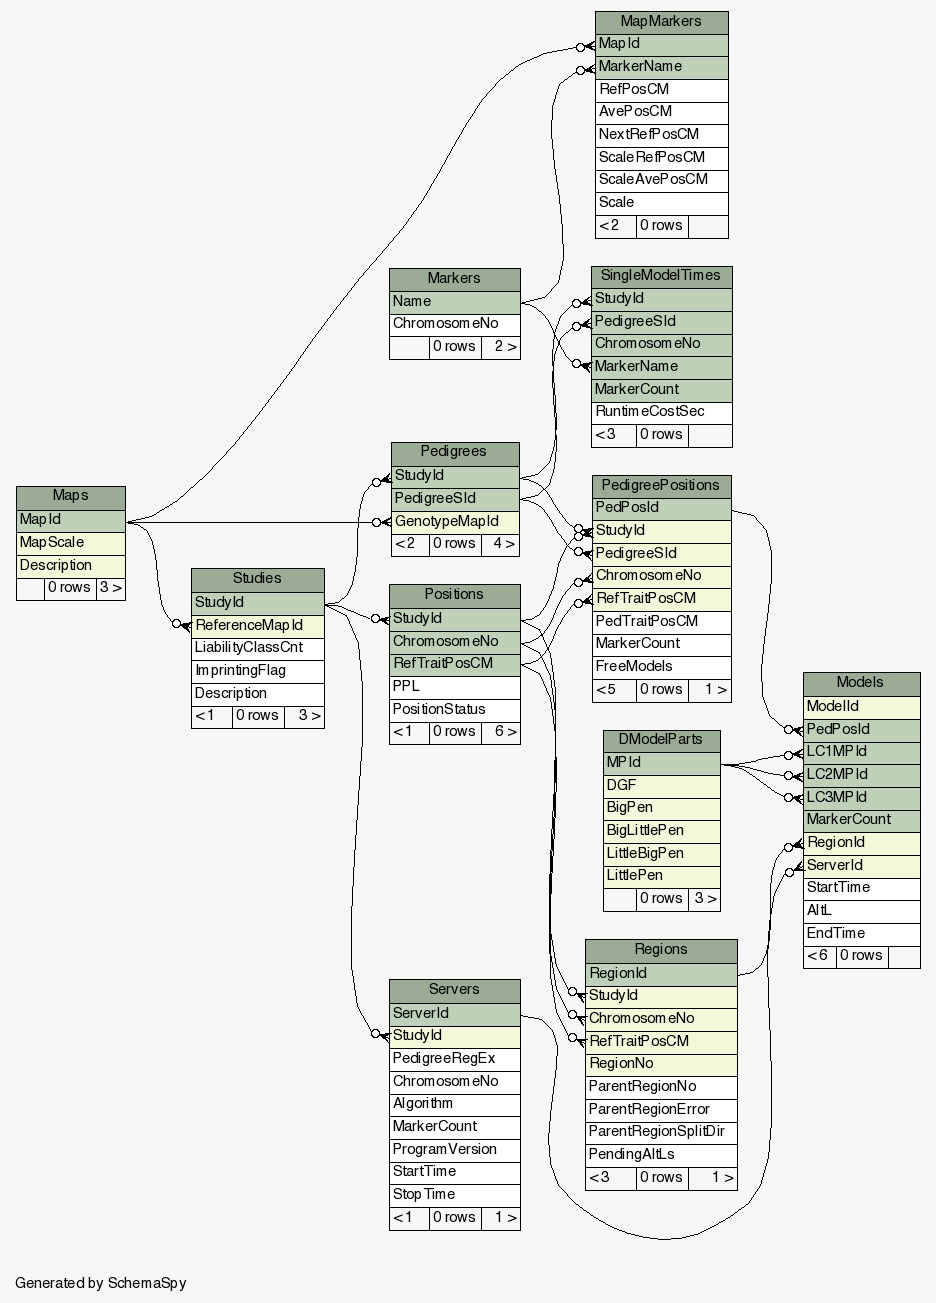 MapMarkers
MapId
MarkerName
RefPosCM
AvePosCM
NextRefPosCM
ScaleRefPosCM
ScaleAvePosCM
Scale
<2 0 rows
Markers
Name
ChromosomeNo
0 rows 2 >
SingleModelTimes
StudyId
PedigreeSId
ChromosomeNo
MarkerName
MarkerCount
RuntimeCostSec
<3 0 rows
Pedigrees
StudyId
PedigreeSId
GenotypeMapId
<2 0 rows 4 >
Maps
MapId
MapScale
Description
0 rows 3 >
PedigreePositions
PedPosId
StudyId
PedigreeSId
ChromosomeNo
RefTraitPosCM
PedTraitPosCM
MarkerCount
FreeModels
<5 0 rows 1 >
Studies
StudyId
ReferenceMapId
LiabilityClassCnt
ImprintingFlag
Description
<1 0 rows 3 >
Positions
StudyId
ChromosomeNo
RefTraitPosCM
PPL
PositionStatus
<1 0 rows 6 >
Models
ModelId
PedPosId
LC1MPId
LC2MPId
LC3MPId
MarkerCount
RegionId
ServerId
StartTime
AltL
EndTime
<6 0 rows
DModelParts
MPId
DGF
BigPen
BigLittlePen
LittleBigPen
LittlePen
0 rows 3 >
Regions
RegionId
StudyId
ChromosomeNo
RefTraitPosCM
RegionNo
ParentRegionNo
ParentRegionError
ParentRegionSplitDir
PendingAltLs
<3 0 rows 1 >
Servers
ServerId
StudyId
PedigreeRegEx
ChromosomeNo
Algorithm
MarkerCount
ProgramVersion
StartTime
StopTime
<1 0 rows 1 >
Generated by SchemaSpy